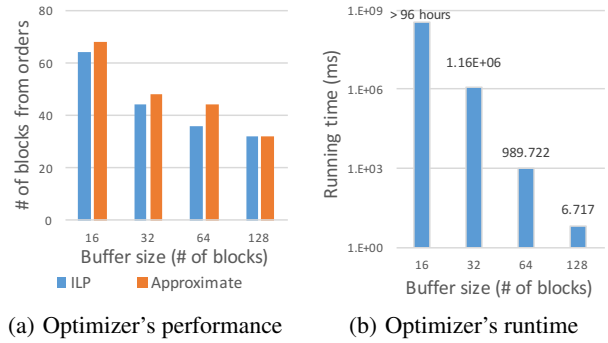 # of blocks from orders
80
60
40
20
0
16 32 64 128
Buffer size (# of blocks)
ILP Approximate
(a) Optimizer's performance
Running time (ms)
1.E+09
1.E+06
1.E+03
1.E+00
> 96 hours
1.16E+06
989.722
6.717
16 32 64 128
Buffer size (# of blocks)
(b) Optimizer's runtime